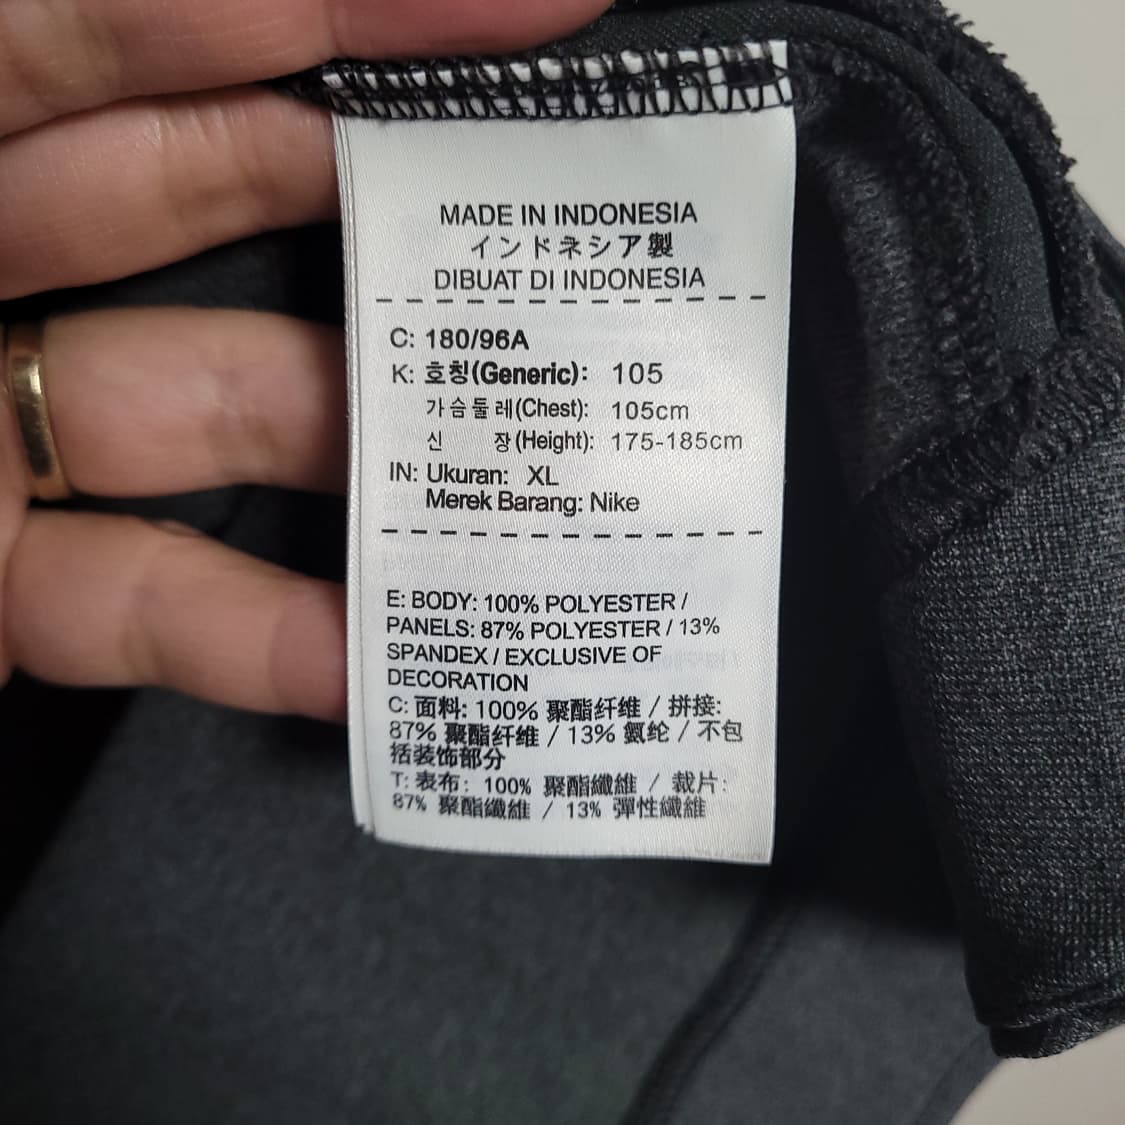 MADE IN INDONESIA
インドネシア製
DIBUAT DI INDONESIA
C: 180/96A
K: 호칭(Generic): 105
가슴둘레(Chest): 105cm
신 장(Height): 175-185cm
IN: Ukuran: XL
Merek Barang: Nike
E: BODY: 100% POLYESTER /
PANELS: 87% POLYESTER / 13%
SPANDEX / EXCLUSIVE OF
DECORATION
C: 面料: 100% 聚酯纤维 / 拼接:
87% 聚酯纤维 / 13% 氨纶 / 不包
括装饰部分
T: 表布: 100% 聚酯纖維 / 裁片:
87% 聚酯纖維 / 13% 彈性纖維